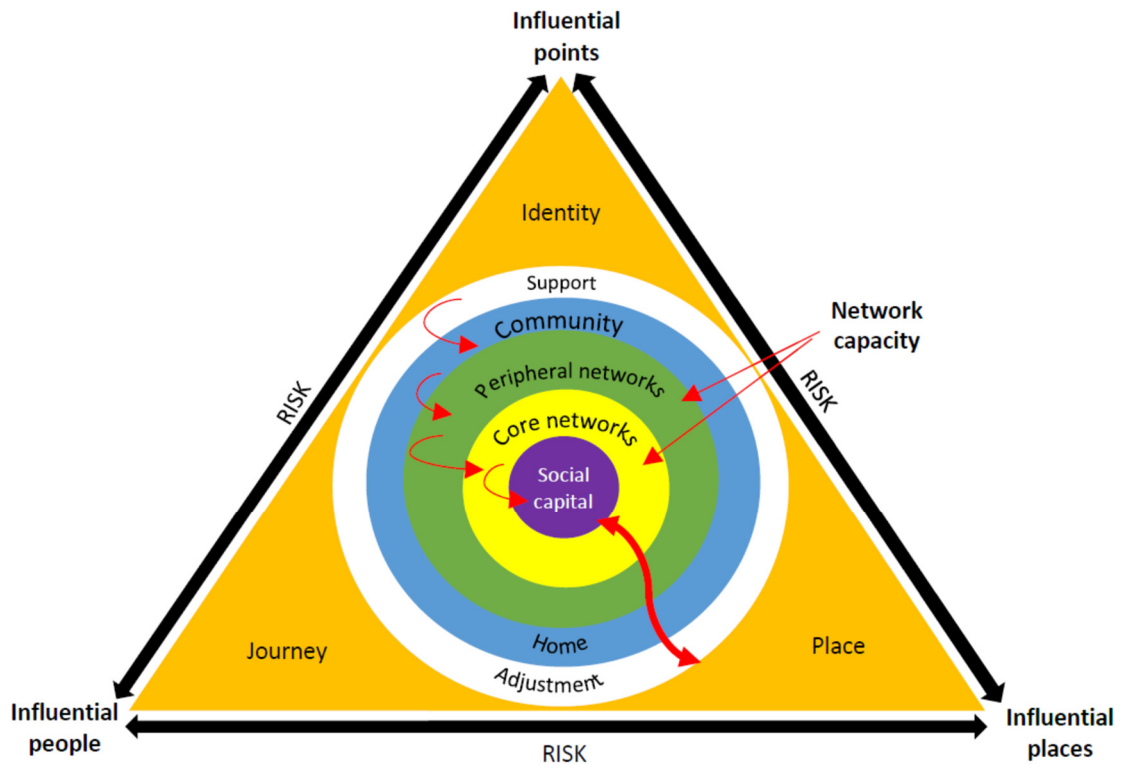 Influential
points
Identity
Support
Community
Network
capacity
Peripheral networks
RISK
RISK
Core networks
Social
capital
Home
Journey
Place
Adjustment
Influential
people
Influential
places
RISK